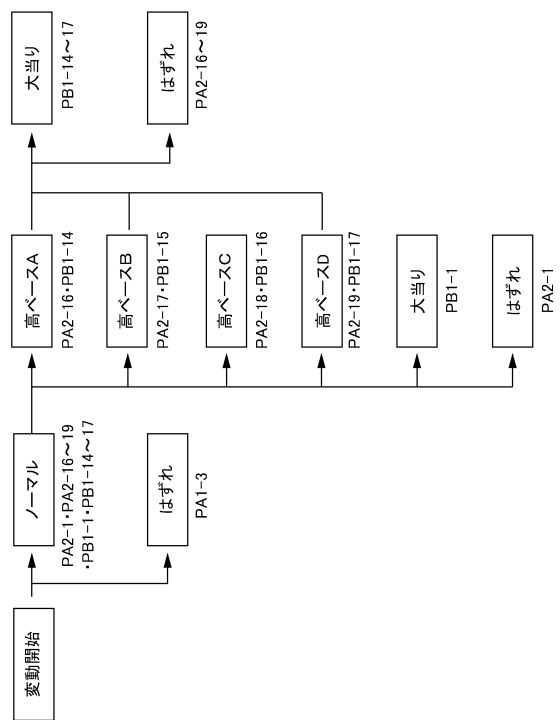 変動開始
ノーマル
PA2-1・PA2-16～19
・PB1-1・PB1-14～17
はずれ
PA1-3
高ベースA
PA2-16・PB1-14
高ベースB
PA2-17・PB1-15
高ベースC
PA2-18・PB1-16
高ベースD
PA2-19・PB1-17
大当り
PB1-1
はずれ
PA2-1
大当り
PB1-14～17
はずれ
PA2-16～19